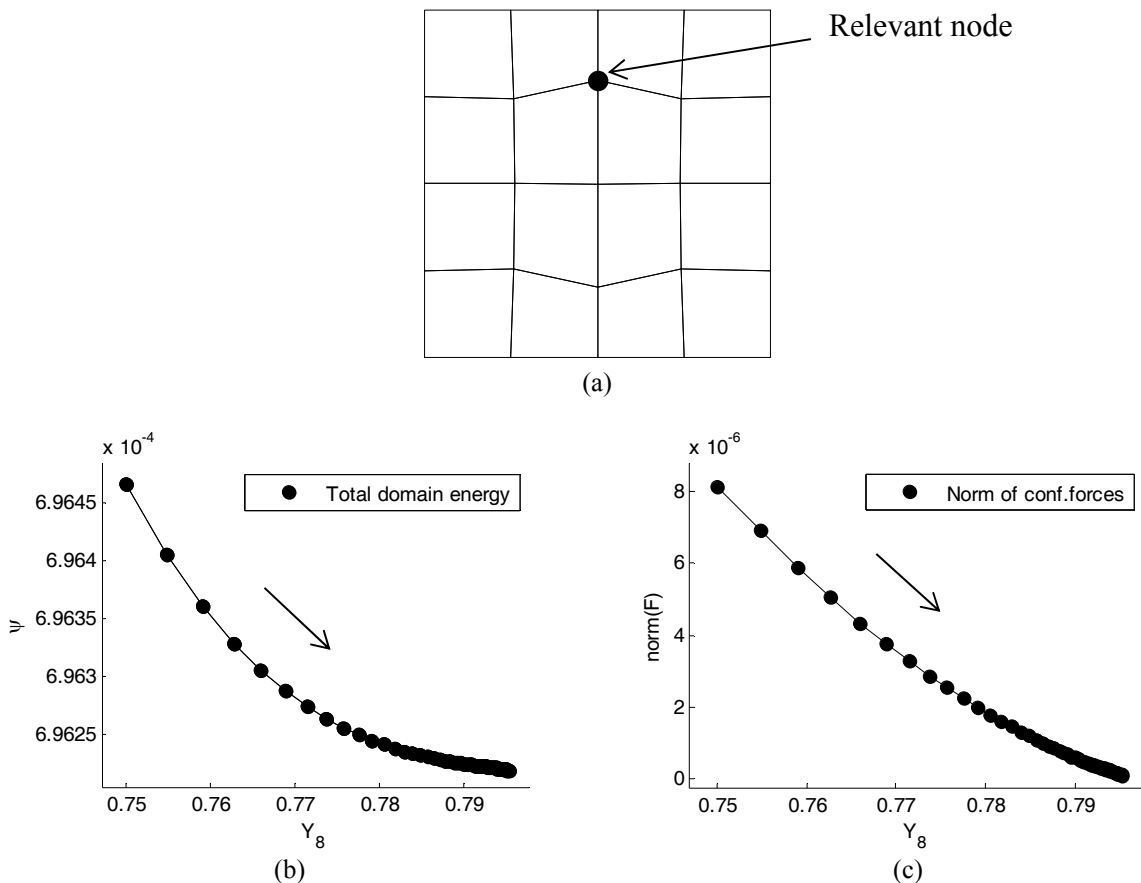 Relevant node
(a)
x 10⁻⁴
Total domain energy
6.9645
6.964
6.9635
6.963
6.9625
ψ
0.75 0.76 0.77 0.78 0.79
Y₈
(b)
x 10⁻⁶
Norm of conf.forces
8
6
4
2
0
norm(F)
0.75 0.76 0.77 0.78 0.79
Y₈
(c)